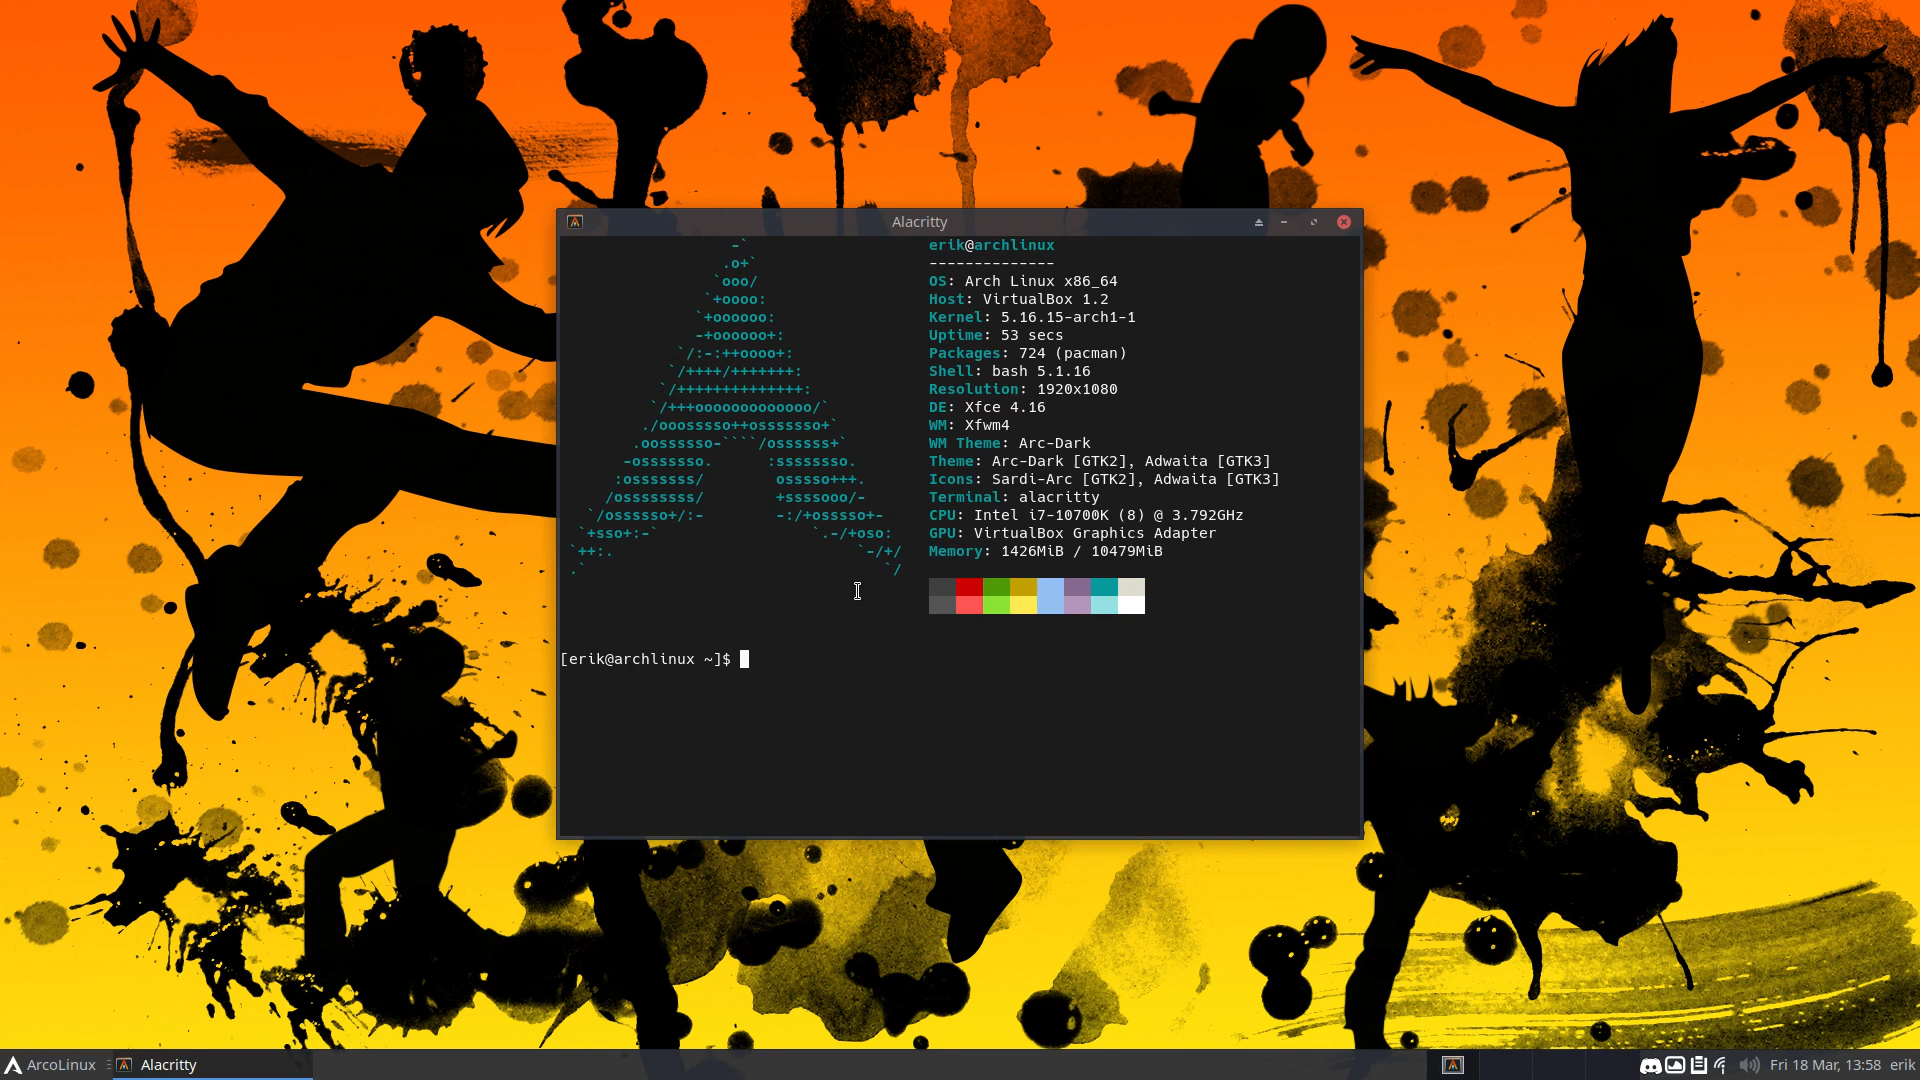 Alacritty
erik@archlinux
--------------
OS: Arch Linux x86_64
Host: VirtualBox 1.2
Kernel: 5.16.15-arch1-1
Uptime: 53 secs
Packages: 724 (pacman)
Shell: bash 5.1.16
Resolution: 1920x1080
DE: Xfce 4.16
WM: Xfwm4
WM Theme: Arc-Dark
Theme: Arc-Dark [GTK2], Adwaita [GTK3]
Icons: Sardi-Arc [GTK2], Adwaita [GTK3]
Terminal: alacritty
CPU: Intel i7-10700K (8) @ 3.792GHz
GPU: VirtualBox Graphics Adapter
Memory: 1426MiB / 10479MiB
[erik@archlinux ~]$
ArcoLinux Alacritty Fri 18 Mar, 13:58 erik